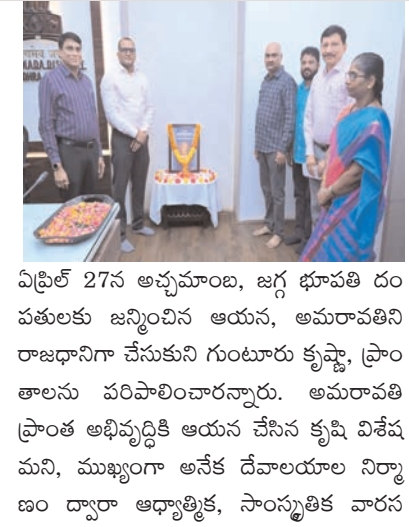 ఏప్రిల్ 27న అచ్చమాంబ, జగ్గ భూపతి దం
పతులకు జన్మించిన ఆయన, అమరావతిని
రాజధానిగా చేసుకుని గుంటూరు కృష్ణా, ప్రాం
తాలను పరిపాలించారన్నారు. అమరావతి
ప్రాంత అభివృద్ధికి ఆయన చేసిన కృషి విశేష
మని, ముఖ్యంగా అనేక దేవాలయాల నిర్మా
ణం ద్వారా ఆధ్యాత్మిక, సాంస్కృతిక వారస